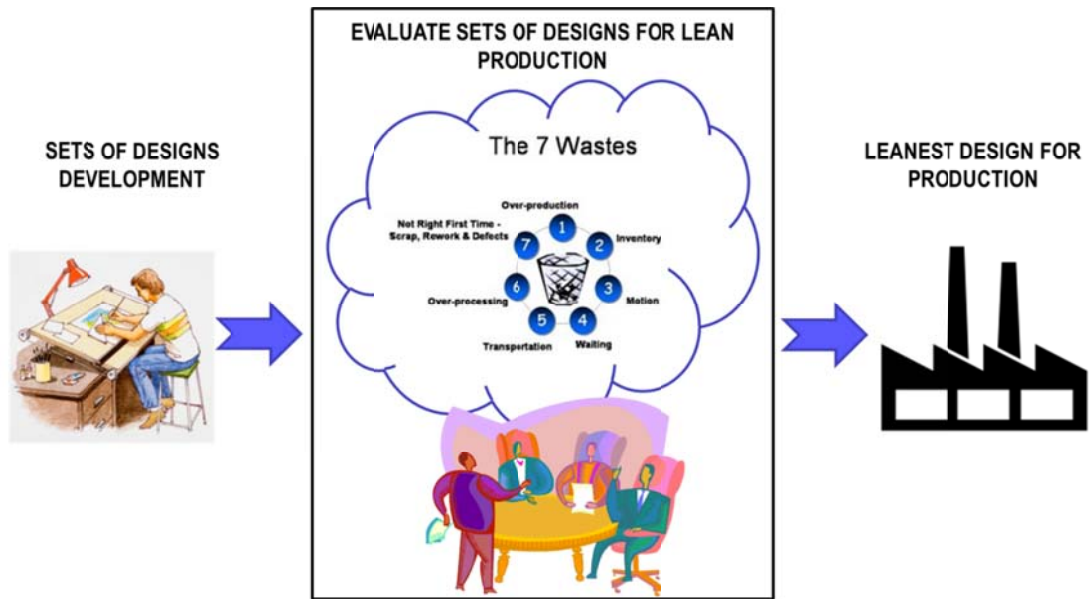 SETS OF DESIGNS
DEVELOPMENT
EVALUATE SETS OF DESIGNS FOR LEAN
PRODUCTION
The 7 Wastes
Over-production
1
2
Inventory
3
Motion
4
Waiting
5
Transportation
6
Over-processing
7
Not Right First Time -
Scrap, Rework & Defects
LEANEST DESIGN FOR
PRODUCTION